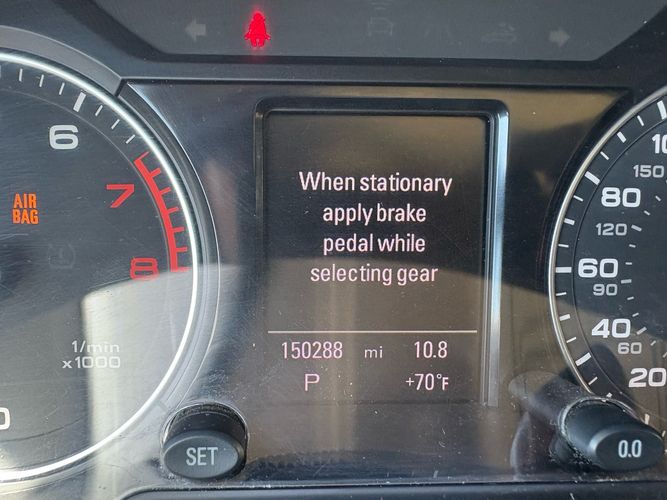 6
7
8
AIR
BAG
1/min
x1000
0
When stationary
apply brake
pedal while
selecting gear
150288 mi 10.8
P +70°F
SET
150
80
120
60
90
40
60
20
0.0